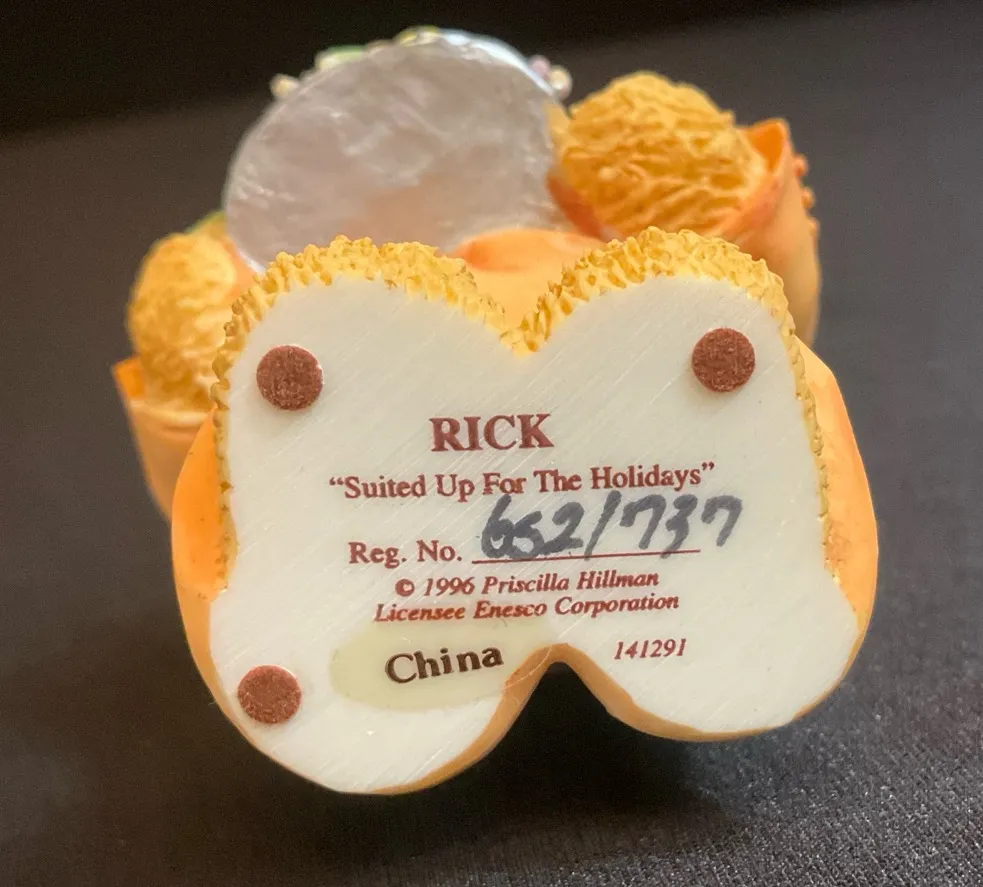 RICK
“Suited Up For The Holidays”
Reg. No. 652/737
© 1996 Priscilla Hillman
Licensee Enesco Corporation
China
141291